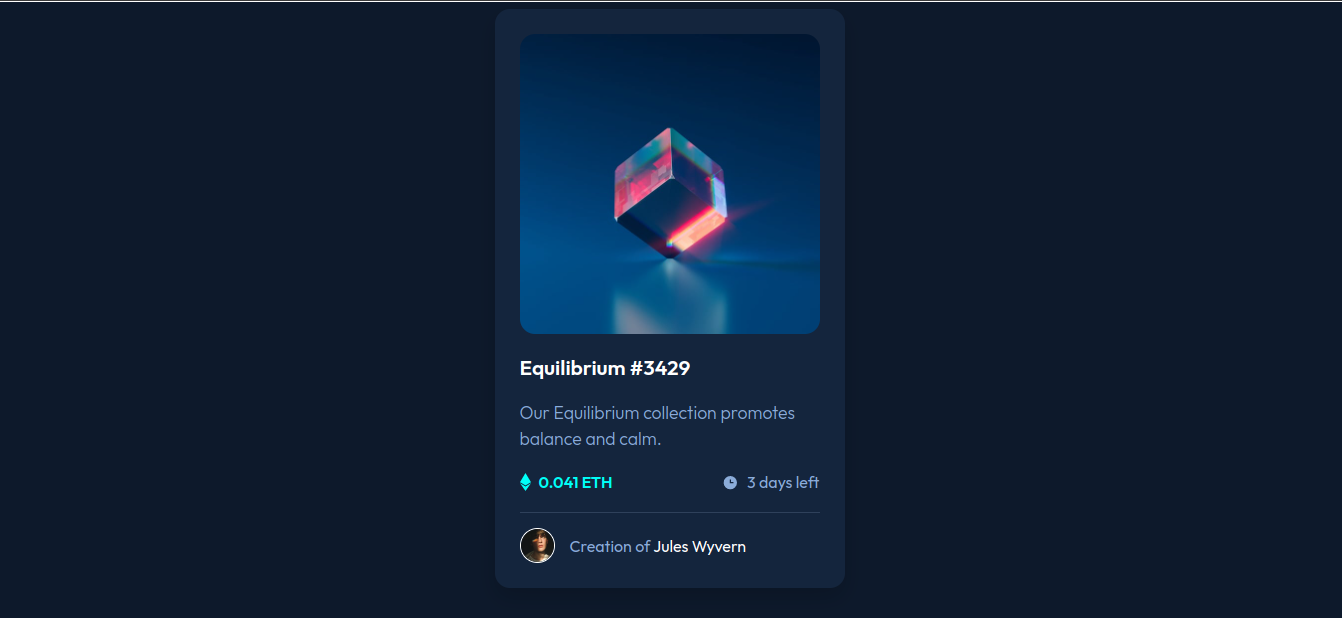 Equilibrium #3429
Our Equilibrium collection promotes
balance and calm.
0.041 ETH
3 days left
Creation of Jules Wyvern